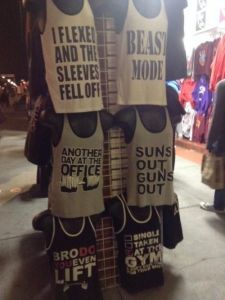 I FLEXED
AND THE
SLEEVES
FELL OFF
BEAST
MODE
ANOTHER
DAY AT THE
OFFICE
SUNS
OUT
GUNS
OUT
BRO DO
YOU EVEN
LIFT
SINGLE
TAKEN
AT THE
GYM